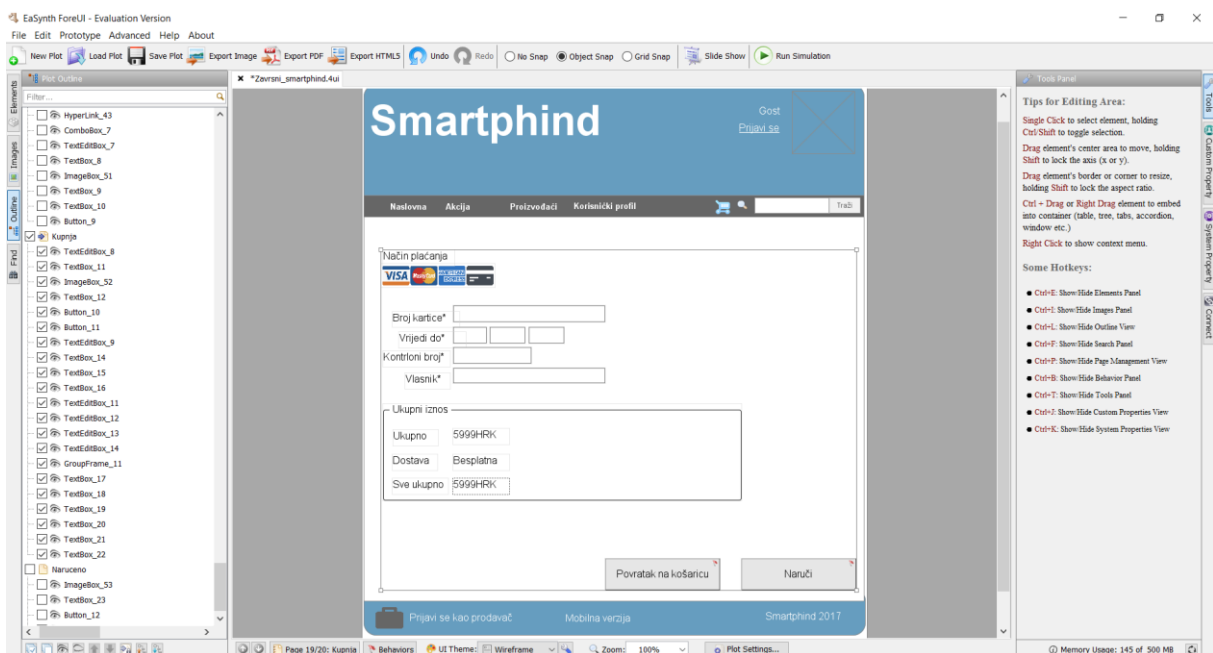 EaSynth ForeUI - Evaluation Version
File Edit Prototype Advanced Help About
New Plot Load Plot Save Plot Export Image Export PDF Export HTML5 Undo Redo No Snap Object Snap Grid Snap Slide Show Run Simulation
Plot Outline
*Zavrsni_smartphind.4ui
Tools Panel
Elements
Images
Outline
Find
Filter...
HyperLink_43
ComboBox_7
TextEditBox_7
TextBox_8
ImageBox_51
TextBox_9
TextBox_10
Button_9
Kupnja
TextEditBox_8
TextBox_11
ImageBox_52
TextBox_12
Button_10
Button_11
TextEditBox_9
TextBox_14
TextBox_15
TextBox_16
TextEditBox_11
TextEditBox_12
TextEditBox_13
TextEditBox_14
GroupFrame_11
TextBox_17
TextBox_18
TextBox_19
TextBox_20
TextBox_21
TextBox_22
Naruceno
ImageBox_53
TextBox_23
Button_12
Smartphind
Gost
Prijavi se
Naslovna Akcija Proizvođači Korisnički profil Traži
Način plaćanja
VISA MasterCard
Broj kartice*
Vrijedi do*
Kontrloni broj*
Vlasnik*
Ukupni iznos
Ukupno 5999HRK
Dostava Besplatna
Sve ukupno 5999HRK
Povratak na košaricu Naruči
Prijavi se kao prodavač Mobilna verzija Smartphind 2017
Tips for Editing Area:
Single Click to select element, holding
Ctrl/Shift to toggle selection.
Drag element's center area to move, holding
Shift to lock the axis (x or y).
Drag element's border or corner to resize,
holding Shift to lock the aspect ratio.
Ctrl + Drag or Right Drag element to embed
into container (table, tree, tabs, accordion,
window etc.)
Right Click to show context menu.
Some Hotkeys:
Ctrl+E: Show/Hide Elements Panel
Ctrl+I: Show/Hide Images Panel
Ctrl+L: Show/Hide Outline View
Ctrl+F: Show/Hide Search Panel
Ctrl+P: Show/Hide Page Management View
Ctrl+B: Show/Hide Behavior Panel
Ctrl+T: Show/Hide Tools Panel
Ctrl+J: Show/Hide Custom Properties View
Ctrl+K: Show/Hide System Properties View
Tools
Custom Property
System Property
Connect
Page 19/20: Kupnja Behaviors UI Theme: Wireframe Zoom: 100% Plot Settings... Memory Usage: 145 of 500 MB